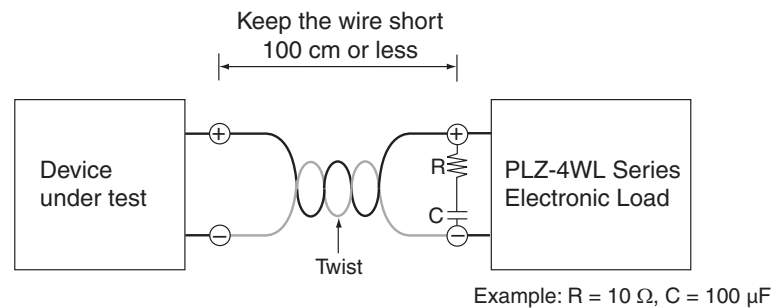 Keep the wire short
100 cm or less
Device
under test
+
+
R
C
−
−
Twist
PLZ-4WL Series
Electronic Load
Example: R = 10 Ω, C = 100 µF